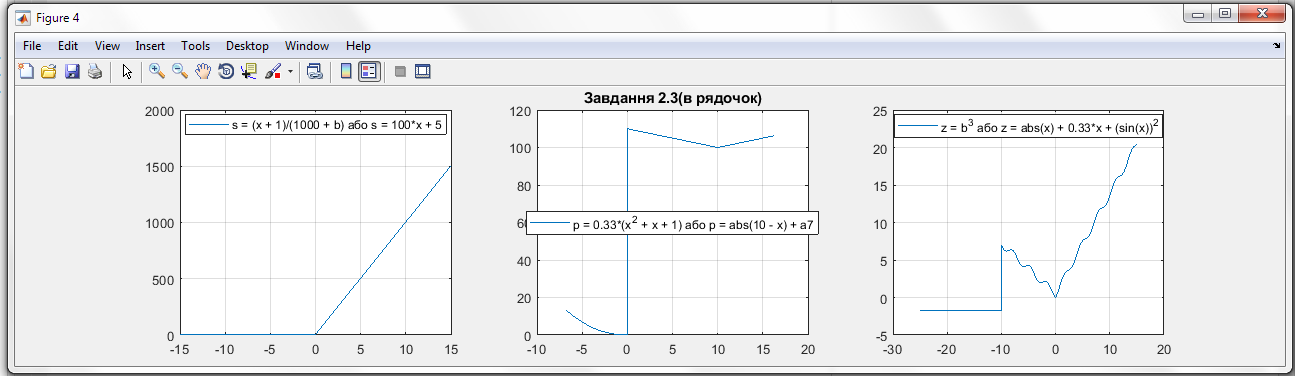 Figure 4
File Edit View Insert Tools Desktop Window Help
Завдання 2.3(в рядочок)
2000
1500
1000
500
0
-15 -10 -5 0 5 10 15
s = (x + 1)/(1000 + b) або s = 100*x + 5
120
100
80
60
40
20
0
-10 -5 0 5 10 15 20
p = 0.33*(x² + x + 1) або p = abs(10 - x) + a7
25
20
15
10
5
0
-5
-30 -20 -10 0 10 20
z = b³ або z = abs(x) + 0.33*x + (sin(x))²